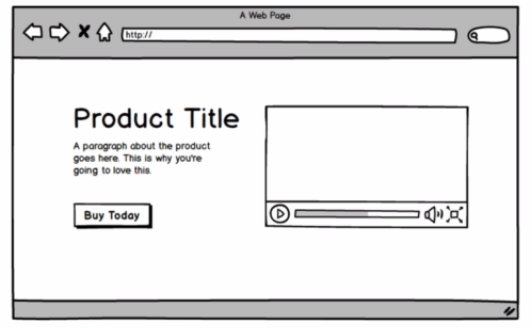 A Web Page
http://
Product Title
A paragraph about the product
goes here. This is why you're
going to love this.
Buy Today